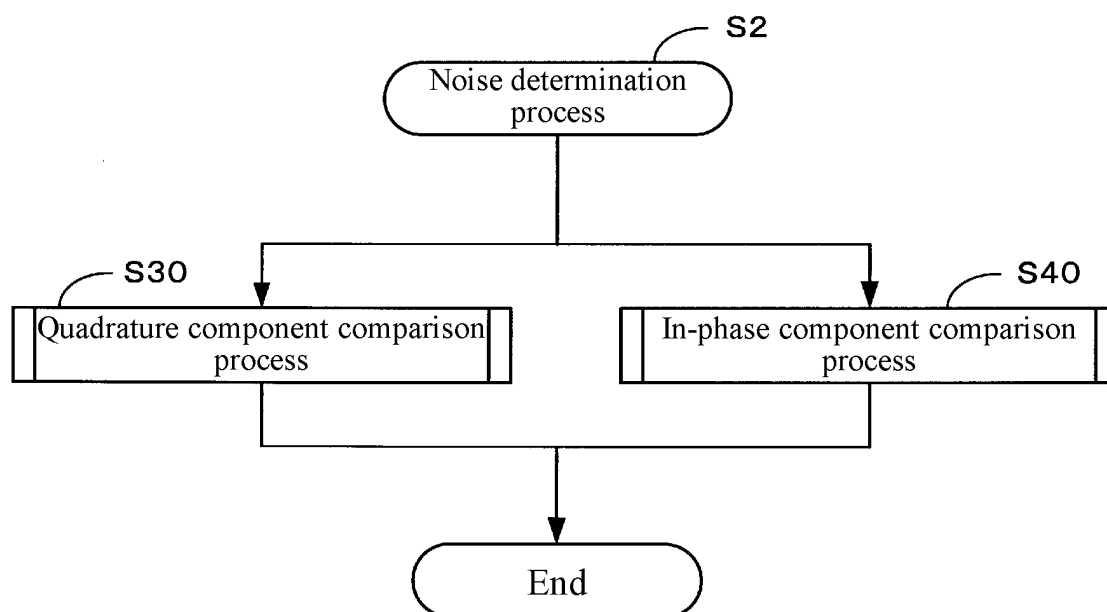 S2
Noise determination
process
S30
Quadrature component comparison
process
S40
In-phase component comparison
process
End